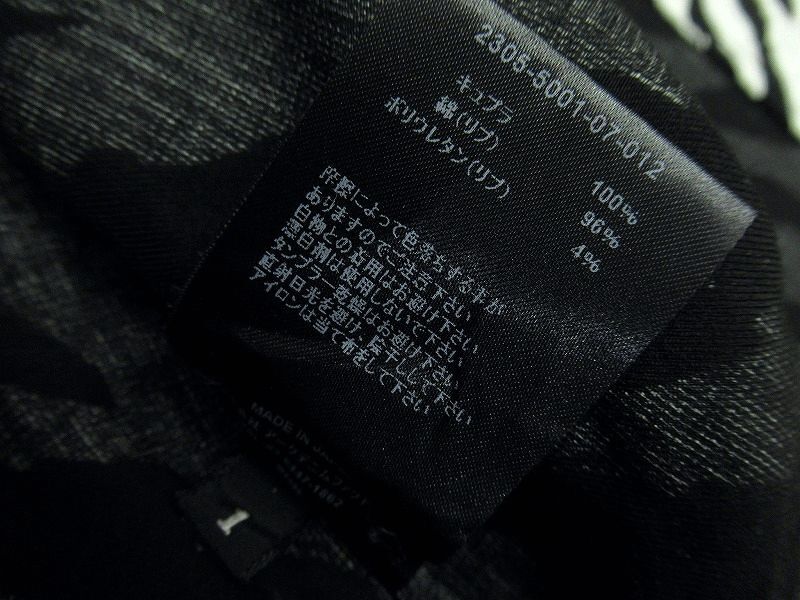 2305-5001-07-012
キュプラ 100%
綿(リブ) 96%
ポリウレタン(リブ) 4%
摩擦によって色落ちする事が
ありますのでご注意下さい
白物との着用はお避け下さい
蛍白剤は使用しないで下さい
タンブラー乾燥はお避け下さい
直射日光を避け、陰干しして下さい
アイロンは当て布をして下さい
MADE IN
1